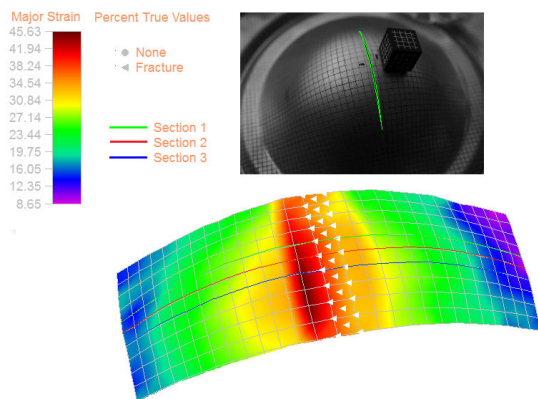 Major Strain
45.63
41.94
38.24
34.54
30.84
27.14
23.44
19.75
16.05
12.35
8.65
Percent True Values
None
Fracture
Section 1
Section 2
Section 3